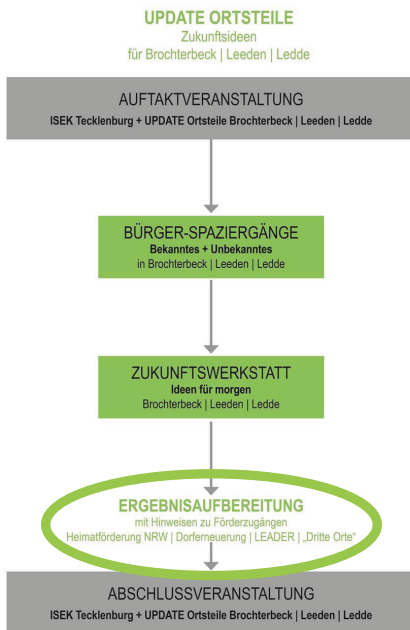 UPDATE ORTSTEILE
Zukunftsideen
für Brochterbeck | Leeden | Ledde
AUFTAKTVERANSTALTUNG
ISEK Tecklenburg + UPDATE Ortsteile Brochterbeck | Leeden | Ledde
BÜRGER-SPAZIERGÄNGE
Bekanntes + Unbekanntes
in Brochterbeck | Leeden | Ledde
ZUKUNFTSWERKSTATT
Ideen für morgen
Brochterbeck | Leeden | Ledde
ERGEBNISAUFBEREITUNG
mit Hinweisen zu Förderzugängen
Heimatförderung NRW | Dorferneuerung | LEADER | „Dritte Orte“
ABSCHLUSSVERANSTALTUNG
ISEK Tecklenburg + UPDATE Ortsteile Brochterbeck | Leeden | Ledde